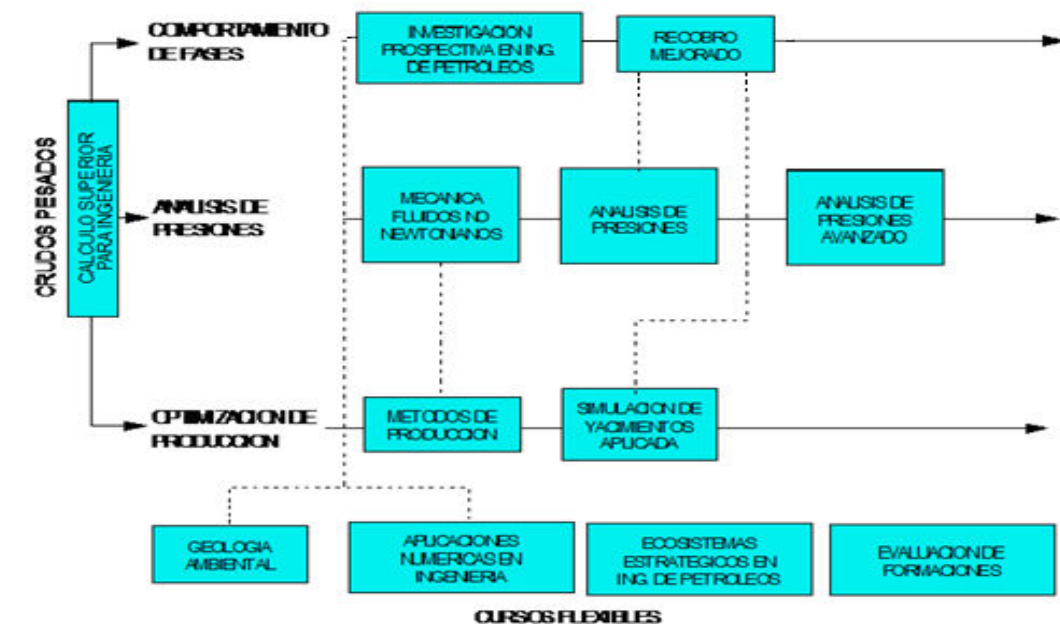 COMPORTAMIENTO
DE FASES
INVESTIGACION
PROSPECTIVA EN ING.
DE PETROLEOS
RECOBRO
MEJORADO
CRUDOS PESADOS
CALCULO SUPERIOR
PARA INGENIERIA
ANALISIS DE
PRESIONES
MECANICA
FLUIDOS NO
NEWTONIANOS
ANALISIS DE
PRESIONES
ANALISIS DE
PRESIONES
AVANZADO
OPTIMIZACION DE
PRODUCCION
METODOS DE
PRODUCCION
SIMULACION DE
YACIMIENTOS
APLICADA
GEOLOGIA
AMBIENTAL
APLICACIONES
NUMERICAS EN
INGENIERIA
ECOSISTEMAS
ESTRATEGICOS EN
ING. DE PETROLEOS
EVALUACION DE
FORMACIONES
CURSOS FLEXIBLES